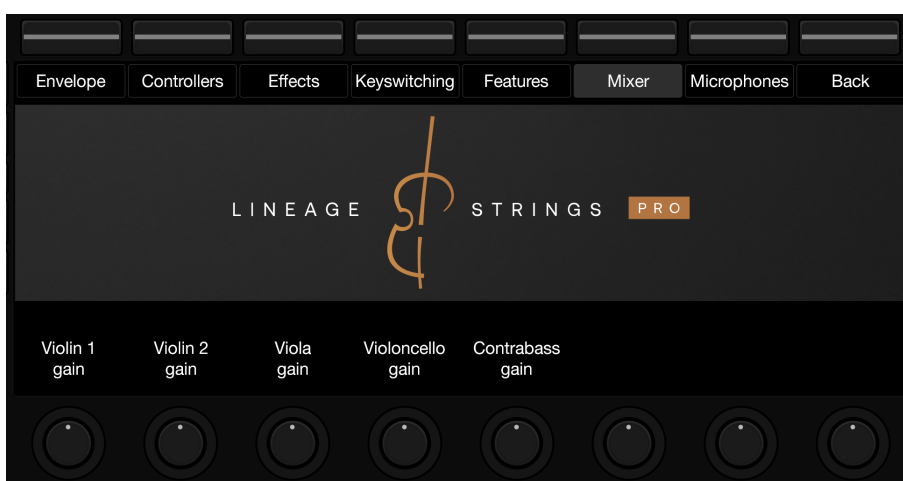 Envelope Controllers Effects Keyswitching Features Mixer Microphones Back
LINEAGE STRINGS PRO
Violin 1 gain
Violin 2 gain
Viola gain
Violoncello gain
Contrabass gain